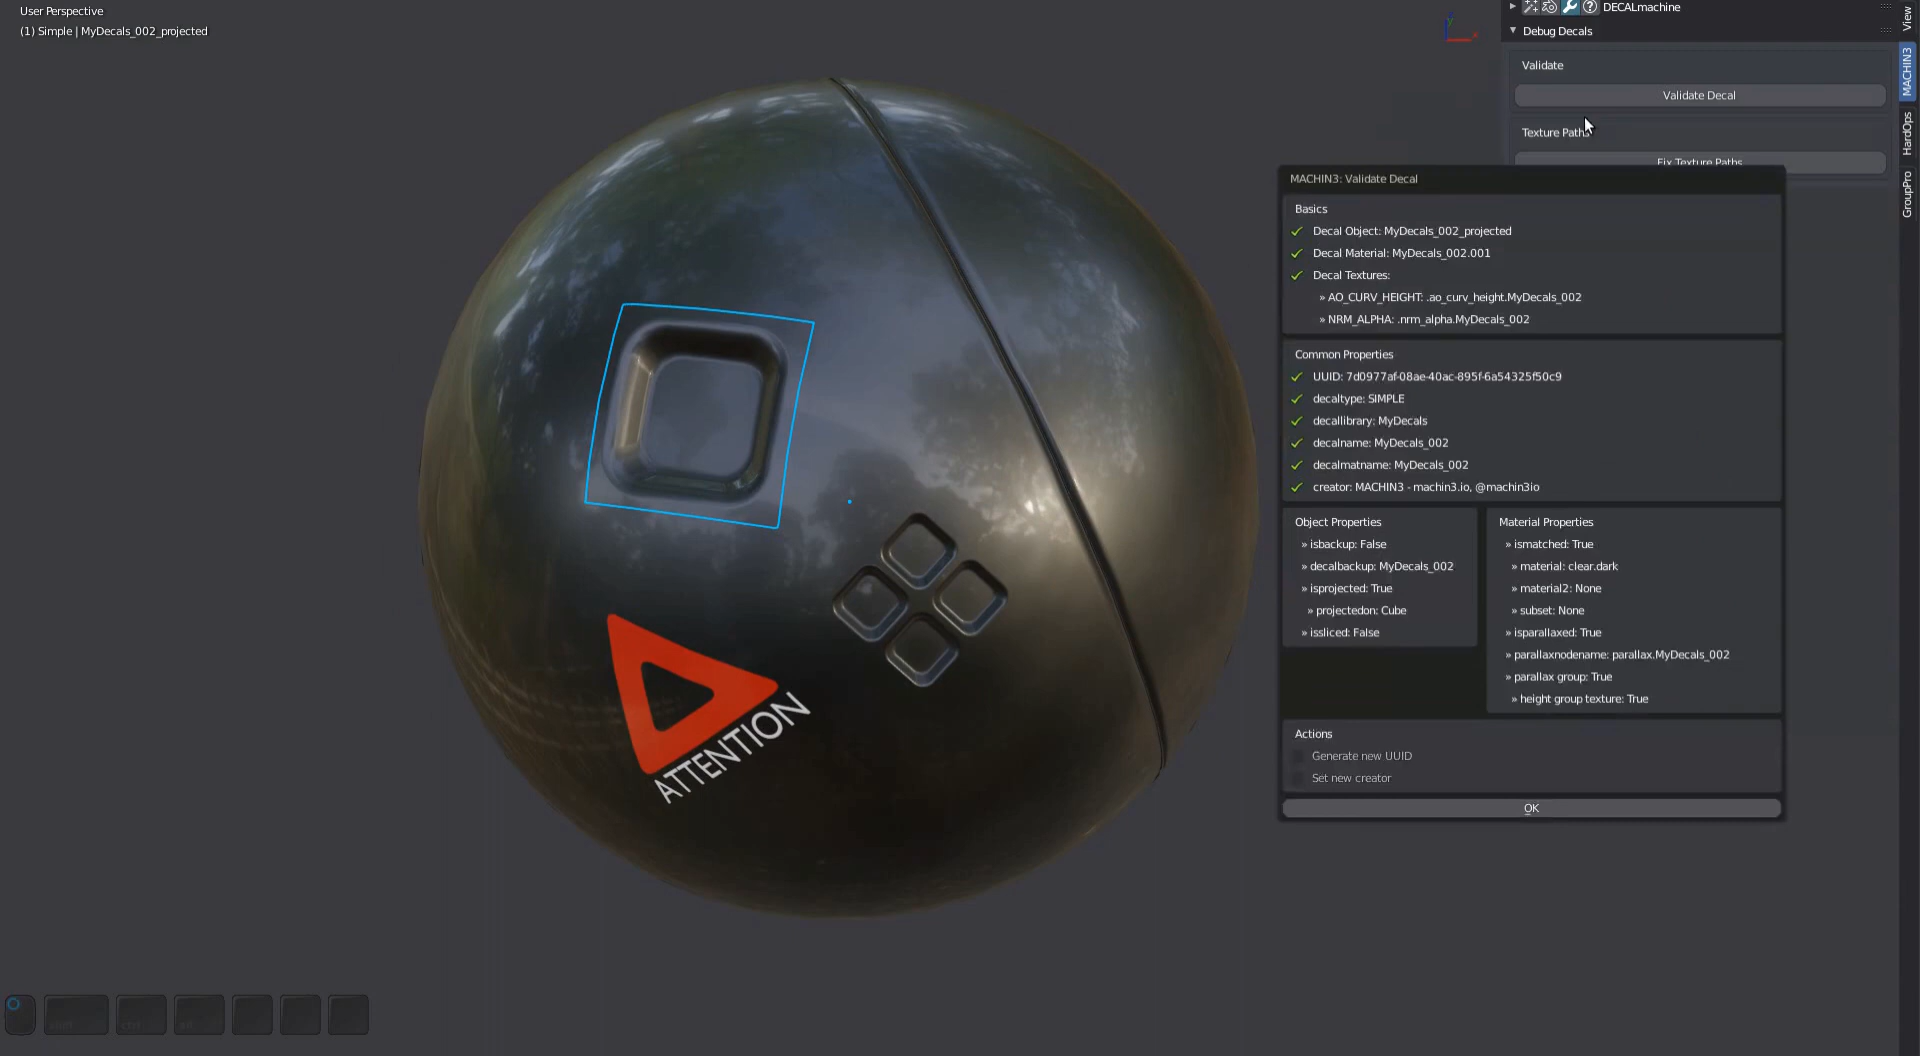 User Perspective
(1) Simple | MyDecals_002_projected
DECALmachine
Debug Decals
Validate
Validate Decal
Texture Paths
Fix Texture Paths
View
MACHIN3
HardOps
GroupPro
MACHIN3: Validate Decal
Basics
Decal Object: MyDecals_002_projected
Decal Material: MyDecals_002.001
Decal Textures:
» AO_CURV_HEIGHT: .ao_curv_height.MyDecals_002
» NRM_ALPHA: .nrm_alpha.MyDecals_002
Common Properties
UUID: 7d0977af-08ae-40ac-895f-6a54325f50c9
decaltype: SIMPLE
decallibrary: MyDecals
decalname: MyDecals_002
decalmatname: MyDecals_002
creator: MACHIN3 - machin3.io, @machin3io
Object Properties
» isbackup: False
» decalbackup: MyDecals_002
» isprojected: True
» projectedon: Cube
» issliced: False
Material Properties
» ismatched: True
» material: clear.dark
» material2: None
» subset: None
» isparallaxed: True
» parallaxnodename: parallax.MyDecals_002
» parallax group: True
» height group texture: True
Actions
Generate new UUID
Set new creator
OK
ATTENTION
shift
ctrl
alt